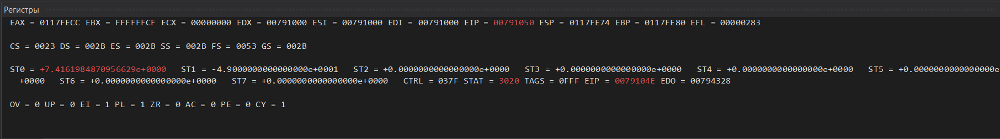 Регистры
EAX = 0117FECC EBX = FFFFFFCF ECX = 00000000 EDX = 00791000 ESI = 00791000 EDI = 00791000 EIP = 00791050 ESP = 0117FE74 EBP = 0117FE80 EFL = 00000283
CS = 0023 DS = 002B ES = 002B SS = 002B FS = 0053 GS = 002B
ST0 = +7.4161984870956629e+0000 ST1 = -4.9000000000000000e+0001 ST2 = +0.0000000000000000e+0000 ST3 = +0.0000000000000000e+0000 ST4 = +0.0000000000000000e+0000 ST5 = +0.0000000000000000e
+0000 ST6 = +0.0000000000000000e+0000 ST7 = +0.0000000000000000e+0000 CTRL = 037F STAT = 3020 TAGS = 0FFF EIP = 0079104E EDO = 00794328
OV = 0 UP = 0 EI = 1 PL = 1 ZR = 0 AC = 0 PE = 0 CY = 1